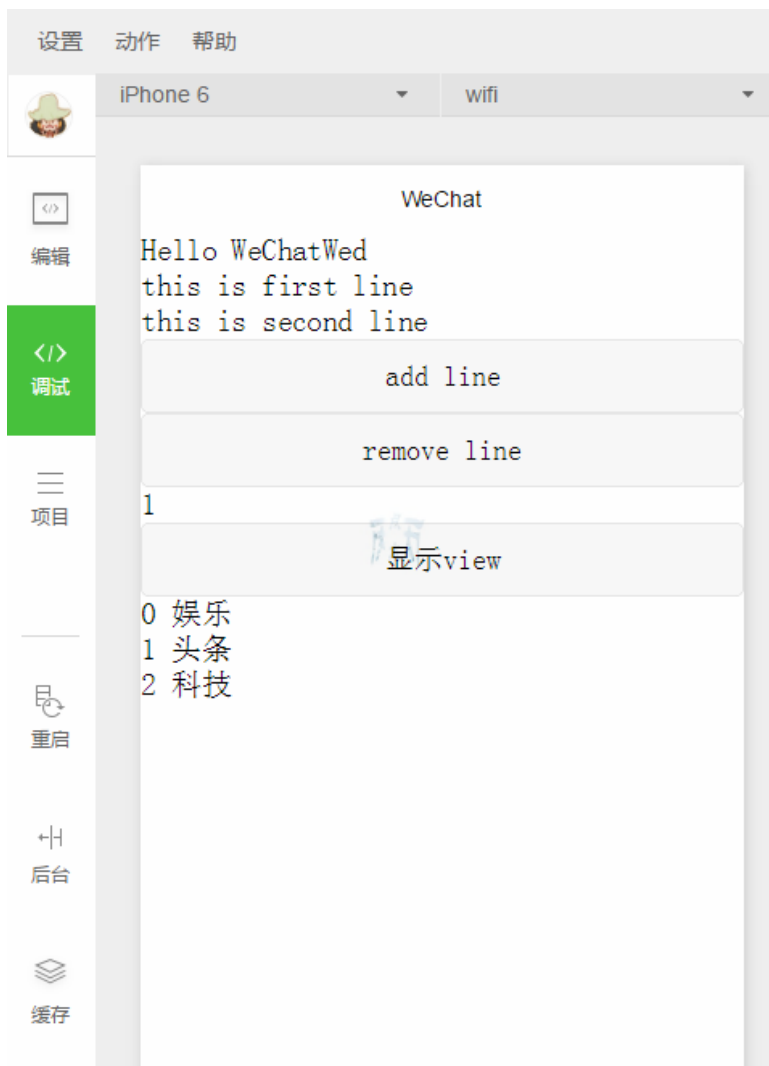 设置 动作 帮助
iPhone 6 wifi
编辑
调试
项目
重启
后台
缓存
WeChat
Hello WeChatWed
this is first line
this is second line
add line
remove line
1
显示view
0 娱乐
1 头条
2 科技